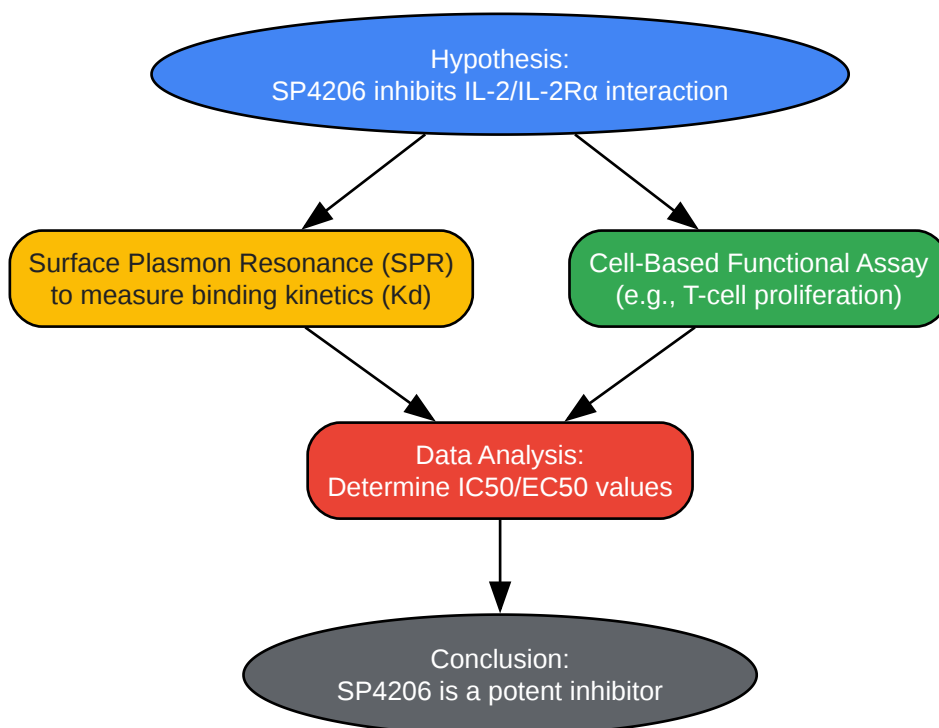 Hypothesis:
SP4206 inhibits IL-2/IL-2Rα interaction
Surface Plasmon Resonance (SPR)
to measure binding kinetics (Kd)
Cell-Based Functional Assay
(e.g., T-cell proliferation)
Data Analysis:
Determine IC50/EC50 values
Conclusion:
SP4206 is a potent inhibitor